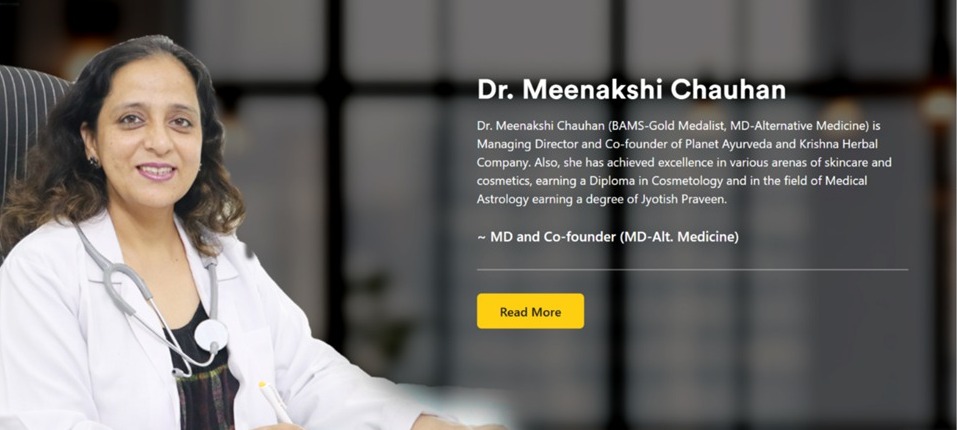 Dr. Meenakshi Chauhan
Dr. Meenakshi Chauhan (BAMS-Gold Medalist, MD-Alternative Medicine) is
Managing Director and Co-founder of Planet Ayurveda and Krishna Herbal
Company. Also, she has achieved excellence in various arenas of skincare and
cosmetics, earning a Diploma in Cosmetology and in the field of Medical
Astrology earning a degree of Jyotish Praveen.
~ MD and Co-founder (MD-Alt. Medicine)
Read More